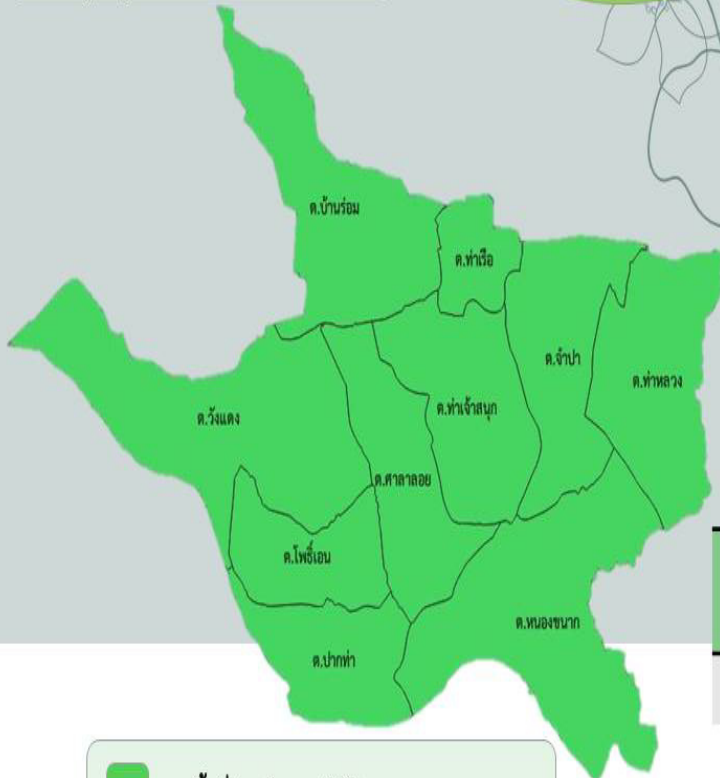 ต.บ้านร่อม
ต.ท่าเรือ
ต.จำปา
ต.ท่าหลวง
ต.ท่าเจ้าสนุก
ต.วังแดง
ต.ศาลาลอย
ต.โพธิ์เอน
ต.หนองขนาก
ต.ปากท่า